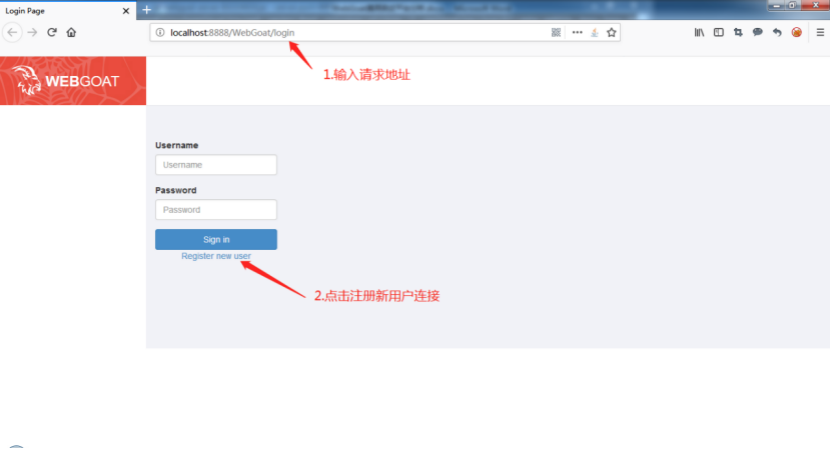 Login Page
localhost:8888/WebGoat/login
1.输入请求地址
WEBGOAT
Username
Username
Password
Password
Sign in
Register new user
2.点击注册新用户连接